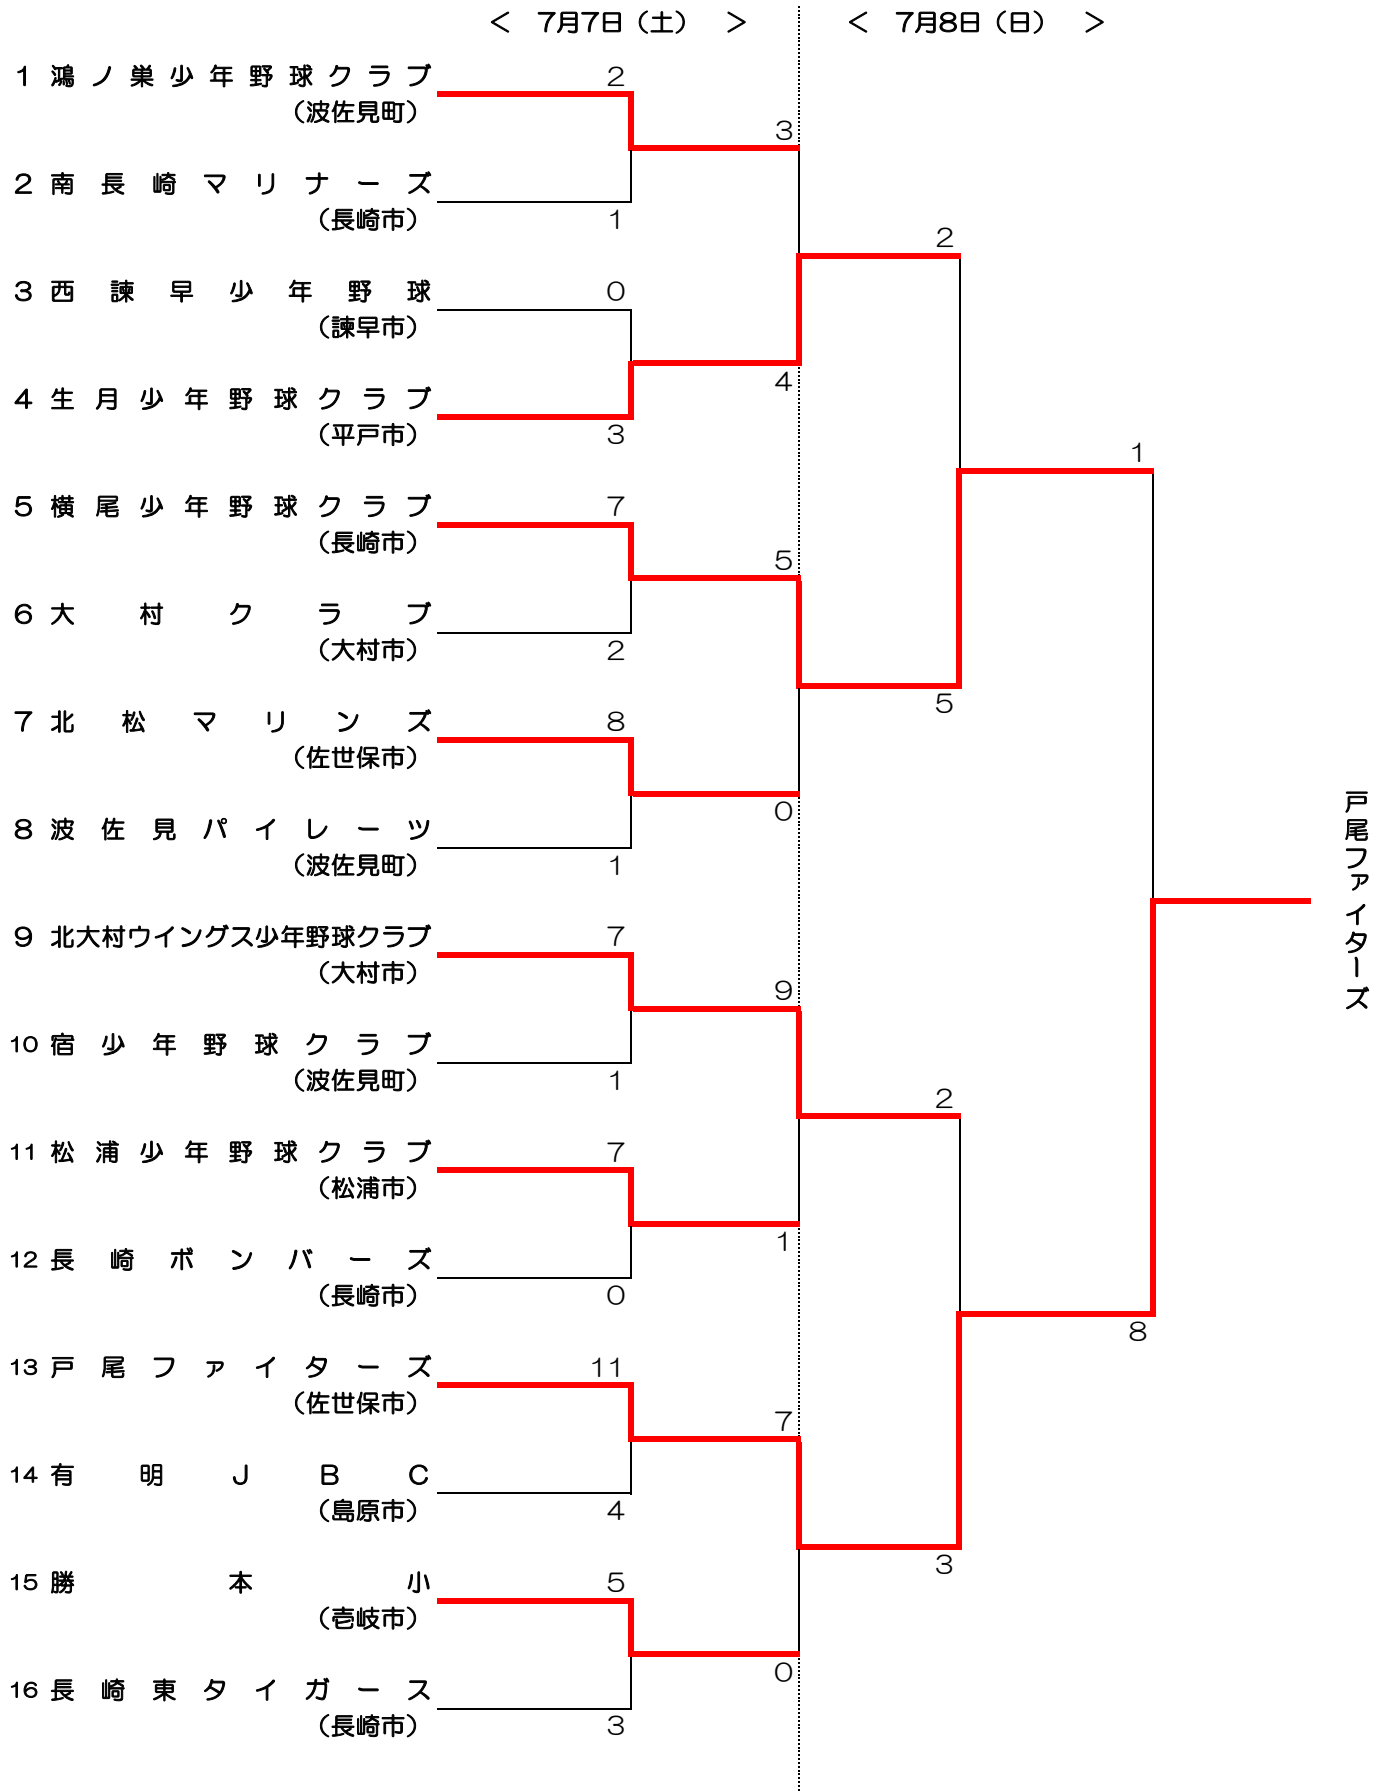 ＜　7月7日（土）　＞
＜　7月8日（日）　＞
1 鴻ノ巣少年野球クラブ 2
（波佐見町）
3
2 南長崎マリナーズ
（長崎市） 1
2
3 西諫早少年野球 0
（諫早市）
4
4 生月少年野球クラブ
（平戸市） 3
1
5 横尾少年野球クラブ 7
（長崎市）
5
6 大村クラブ
（大村市） 2
5
7 北松マリンズ 8
（佐世保市）
0
8 波佐見パイレーツ
（波佐見町） 1
戸尾ファイターズ
9 北大村ウイングス少年野球クラブ 7
（大村市）
9
10 宿少年野球クラブ
（波佐見町） 1
2
11 松浦少年野球クラブ 7
（松浦市）
1
12 長崎ボンバーズ
（長崎市） 0
8
13 戸尾ファイターズ 11
（佐世保市）
7
14 有明JBC
（島原市） 4
3
15 勝本小 5
（壱岐市）
0
16 長崎東タイガース
（長崎市） 3